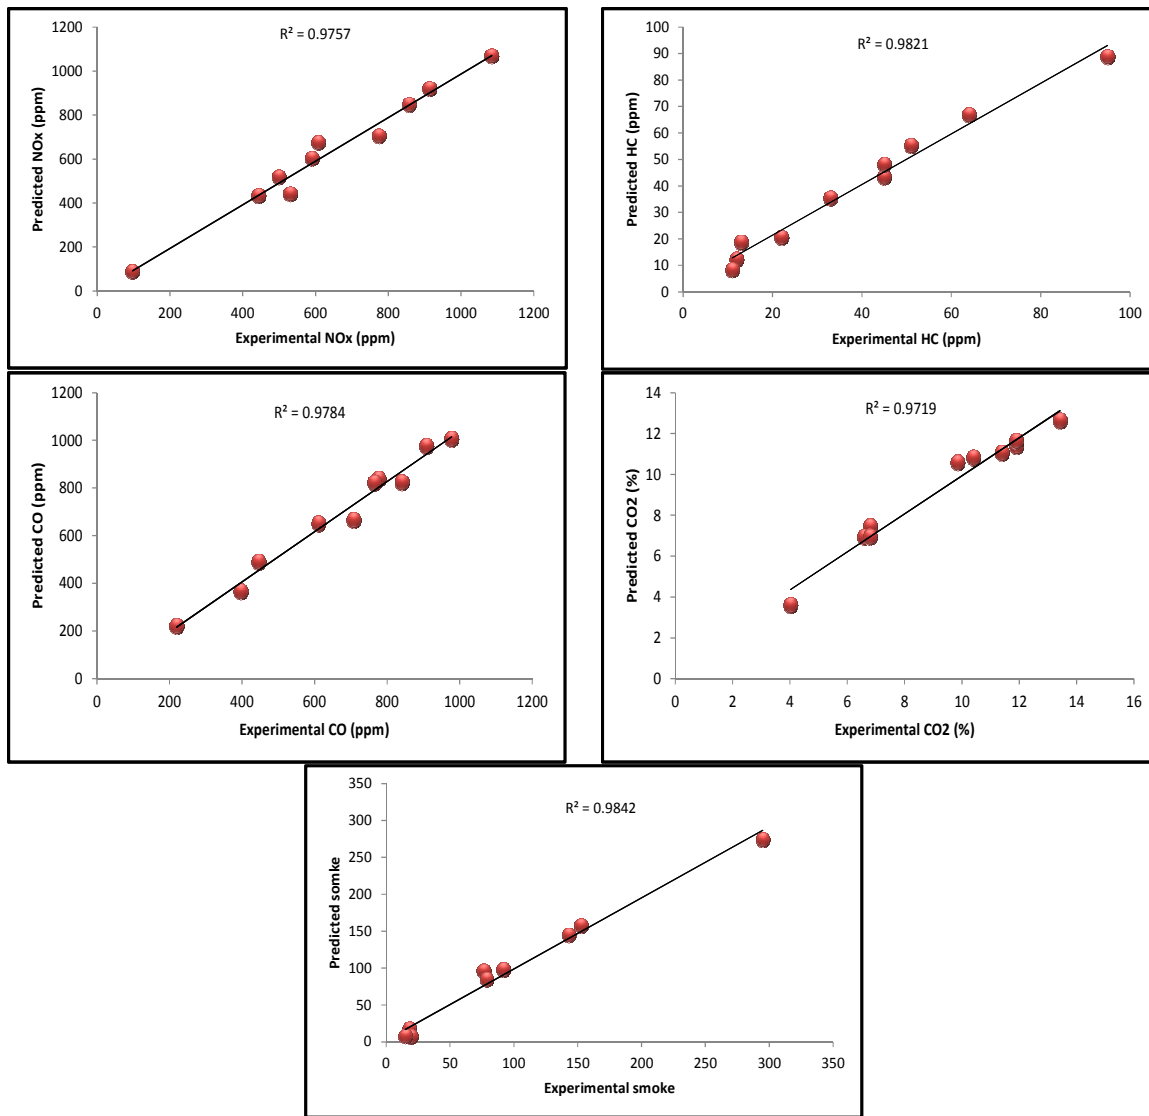 R² = 0.9757
1200
1000
800
600
400
200
0
Predicted NOx (ppm)
0 200 400 600 800 1000 1200
Experimental NOx (ppm)
R² = 0.9821
100
90
80
70
60
50
40
30
20
10
0
Predicted HC (ppm)
0 20 40 60 80 100
Experimental HC (ppm)
R² = 0.9784
1200
1000
800
600
400
200
0
Predicted CO (ppm)
0 200 400 600 800 1000 1200
Experimental CO (ppm)
R² = 0.9719
14
12
10
8
6
4
2
0
Predicted CO2 (%)
0 2 4 6 8 10 12 14 16
Experimental CO2 (%)
R² = 0.9842
350
300
250
200
150
100
50
0
Predicted somke
0 50 100 150 200 250 300 350
Experimental smoke